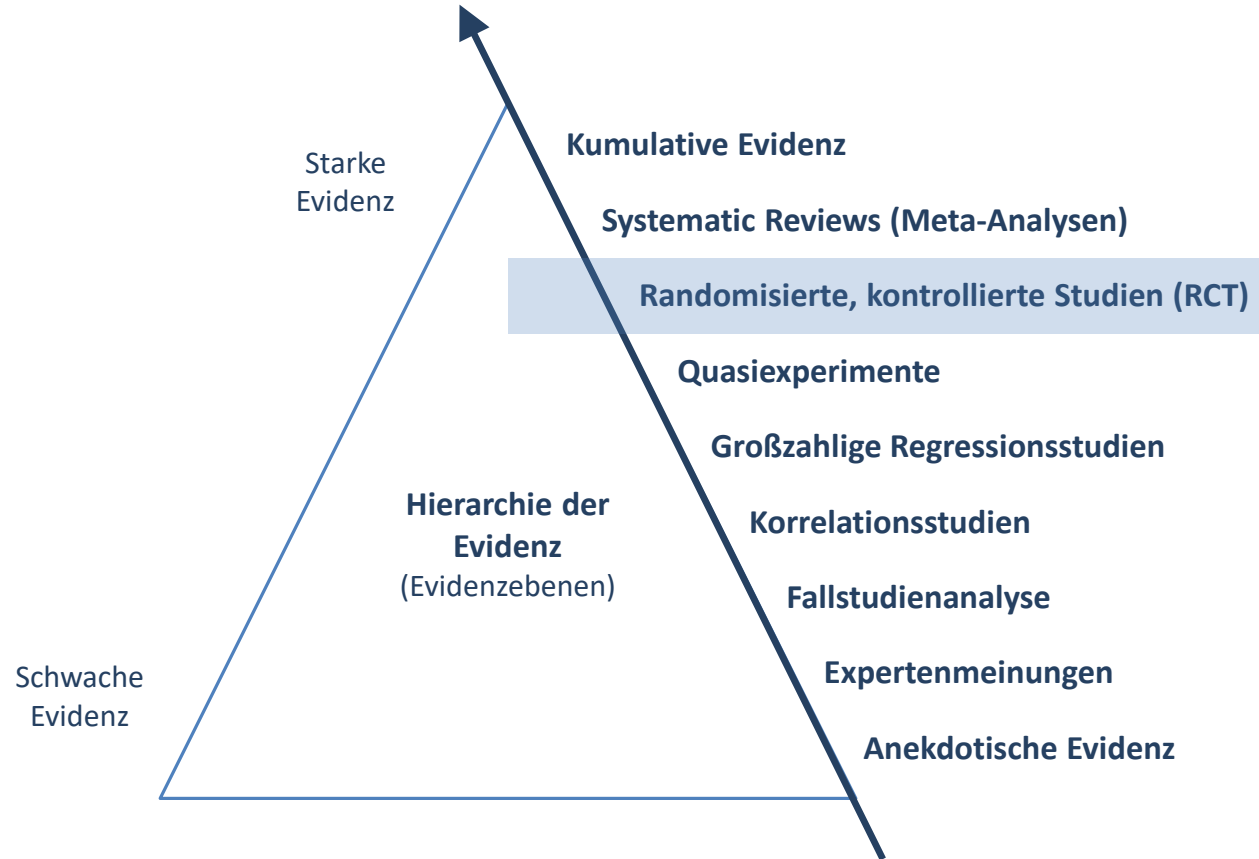 Kumulative Evidenz
Starke
Evidenz
Systematic Reviews (Meta-Analysen)
Randomisierte, kontrollierte Studien (RCT)
Quasiexperimente
Großzahlige Regressionsstudien
Hierarchie der
Evidenz
(Evidenzebenen)
Korrelationsstudien
Fallstudienanalyse
Schwache
Evidenz
Expertenmeinungen
Anekdotische Evidenz